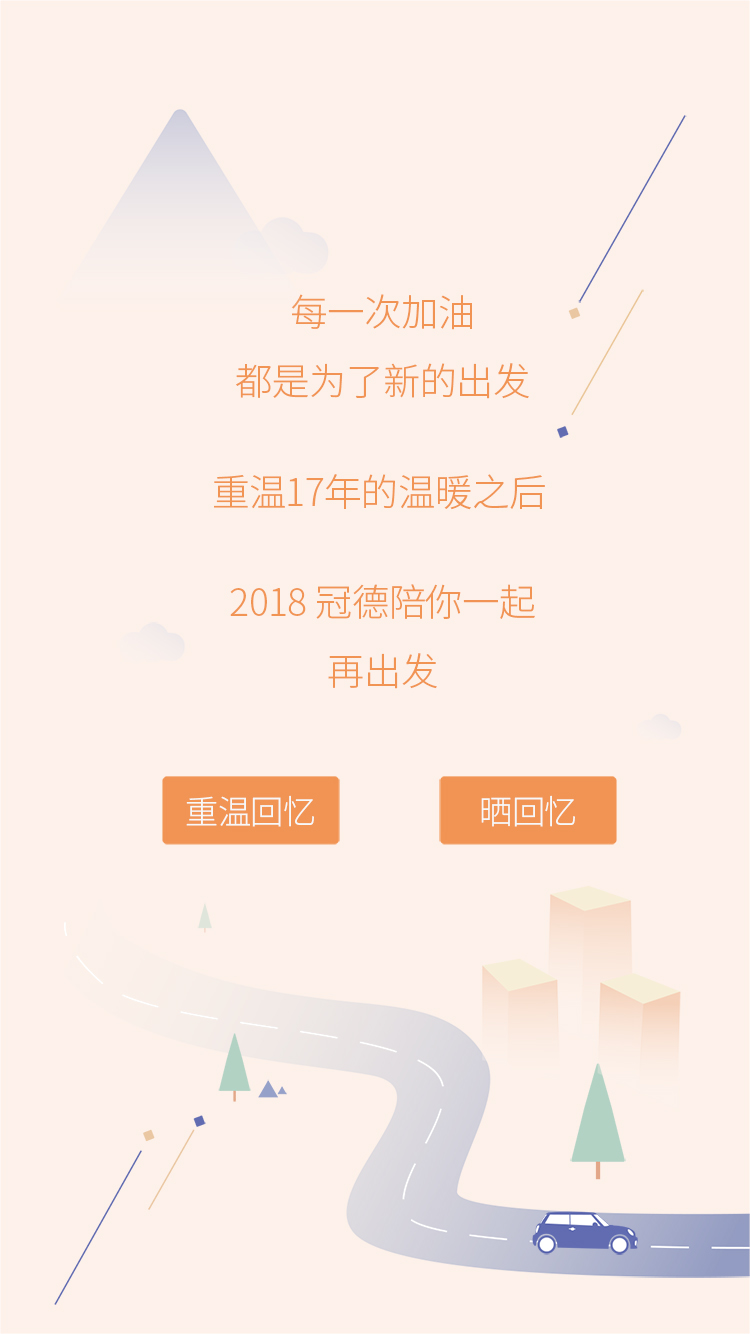 每一次加油
都是为了新的出发
重温17年的温暖之后
2018 冠德陪你一起
再出发
重温回忆
晒回忆